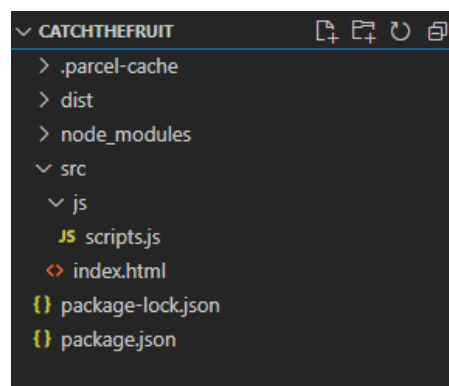 CATCHTHEFRUIT
.parcel-cache
dist
node_modules
src
js
JS scripts.js
<> index.html
{} package-lock.json
{} package.json